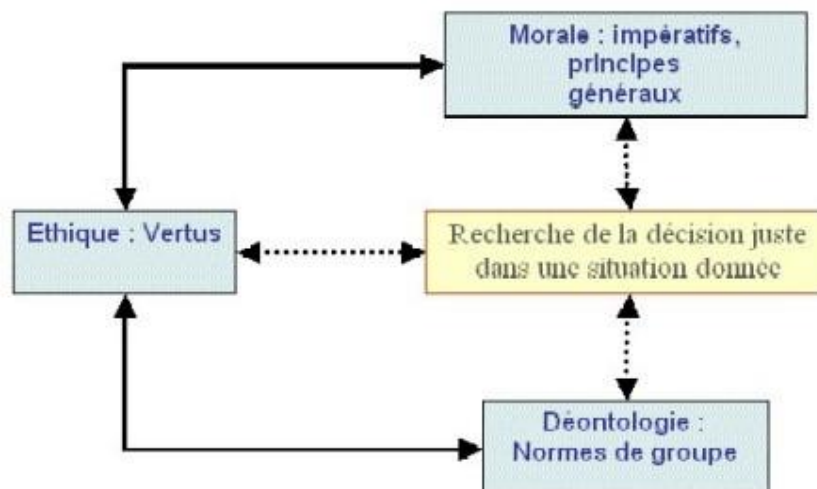 Morale : impératifs,
principes
généraux
Ethique : Vertus
Recherche de la décision juste
dans une situation donnée
Déontologie :
Normes de groupe